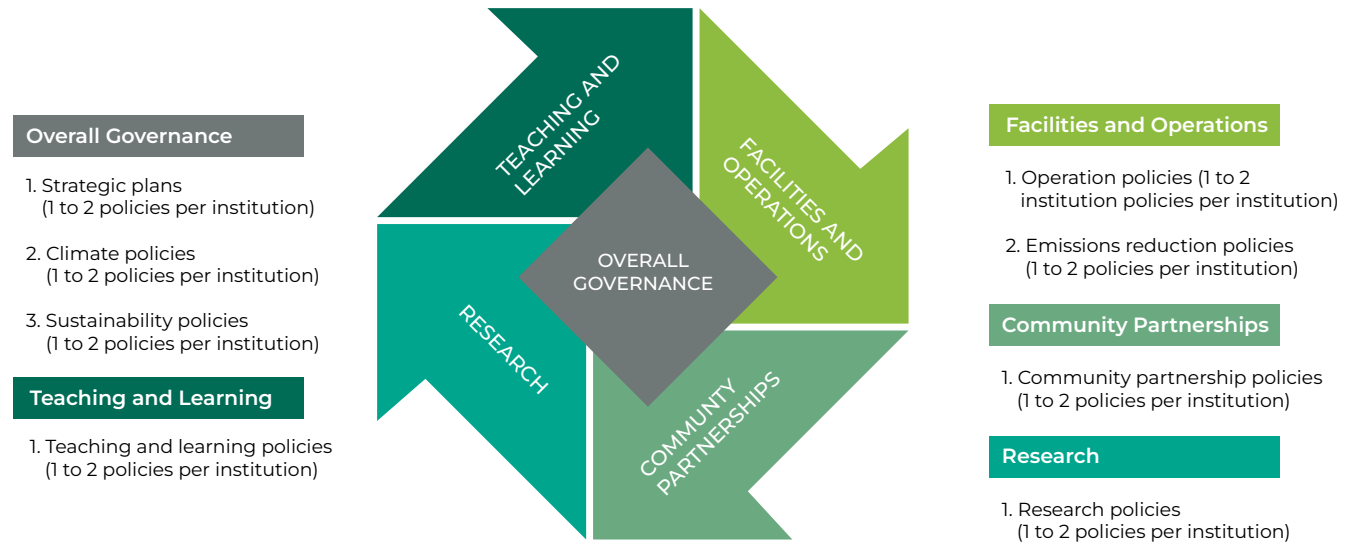 Overall Governance
1. Strategic plans
(1 to 2 policies per institution)
2. Climate policies
(1 to 2 policies per institution)
3. Sustainability policies
(1 to 2 policies per institution)
Teaching and Learning
1. Teaching and learning policies
(1 to 2 policies per institution)
TEACHING AND
LEARNING
FACILITIES AND
OPERATIONS
OVERALL
GOVERNANCE
RESEARCH
COMMUNITY
PARTNERSHIPS
Facilities and Operations
1. Operation policies (1 to 2
institution policies per institution)
2. Emissions reduction policies
(1 to 2 policies per institution)
Community Partnerships
1. Community partnership policies
(1 to 2 policies per institution)
Research
1. Research policies
(1 to 2 policies per institution)